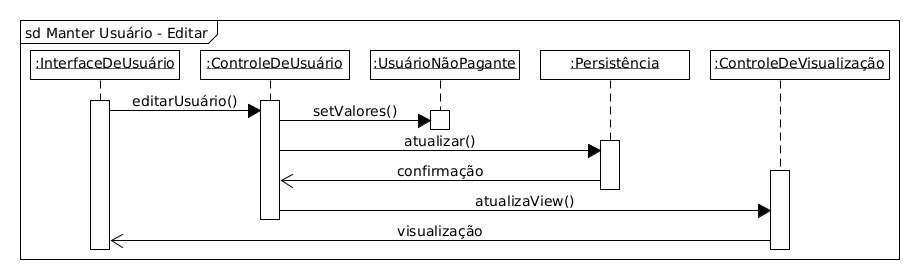 sd Manter Usuário - Editar
:InterfaceDeUsuário
:ControleDeUsuário
:UsuárioNãoPagante
:Persistência
:ControleDeVisualização
editarUsuário()
setValores()
atualizar()
confirmação
atualizaView()
visualização